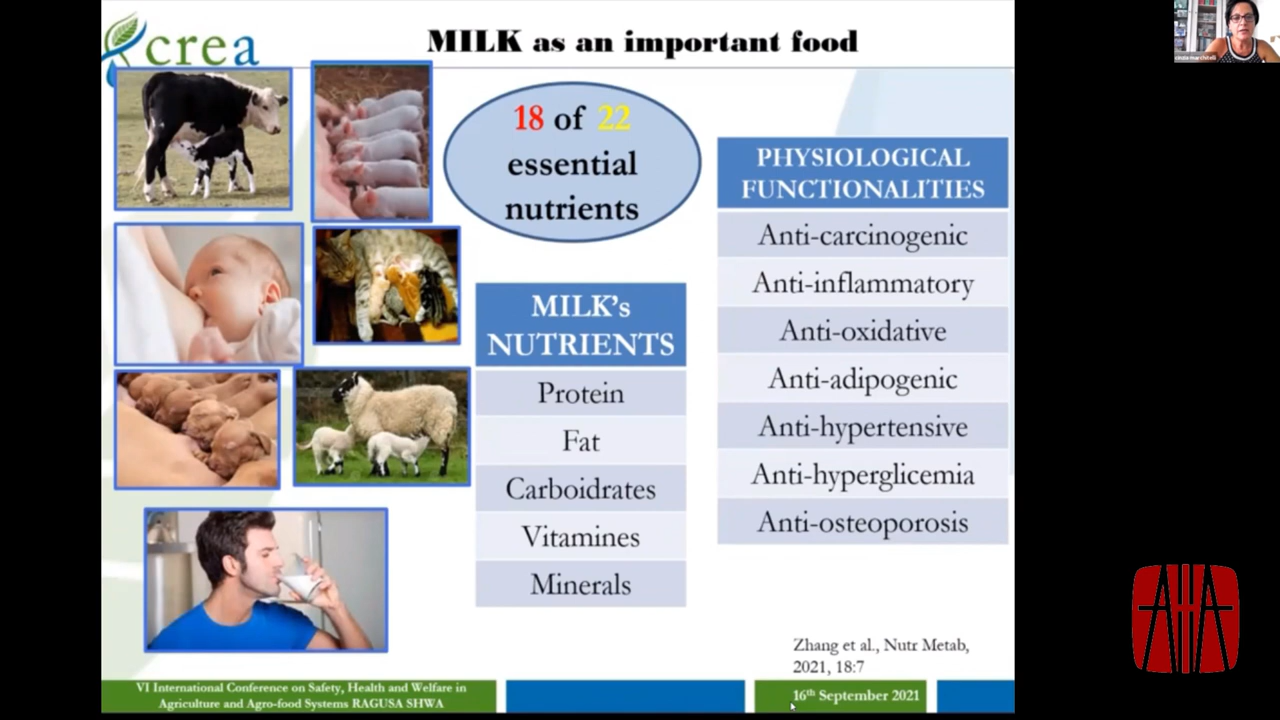 crea
MILK as an important food
18 of 22
essential
nutrients
MILK's
NUTRIENTS
Protein
Fat
Carboidrates
Vitamines
Minerals
PHYSIOLOGICAL
FUNCTIONALITIES
Anti-carcinogenic
Anti-inflammatory
Anti-oxidative
Anti-adipogenic
Anti-hypertensive
Anti-hyperglicemia
Anti-osteoporosis
Zhang et al., Nutr Metab,
2021, 18:7
VI International Conference on Safety, Health and Welfare in
Agriculture and Agro-food Systems RAGUSA SHWA
16th September 2021
cinzia marchitelli
AIIA